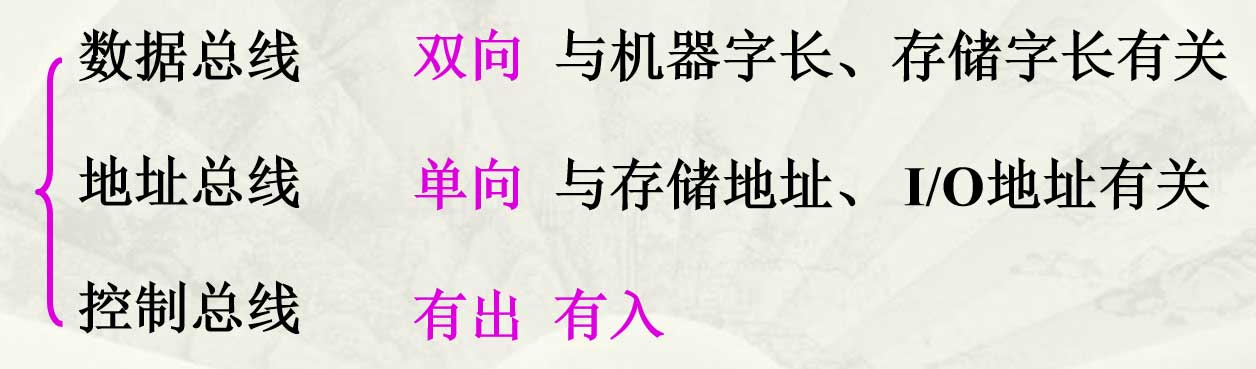 数据总线 双向 与机器字长、存储字长有关
地址总线 单向 与存储地址、 I/O地址有关
控制总线 有出 有入